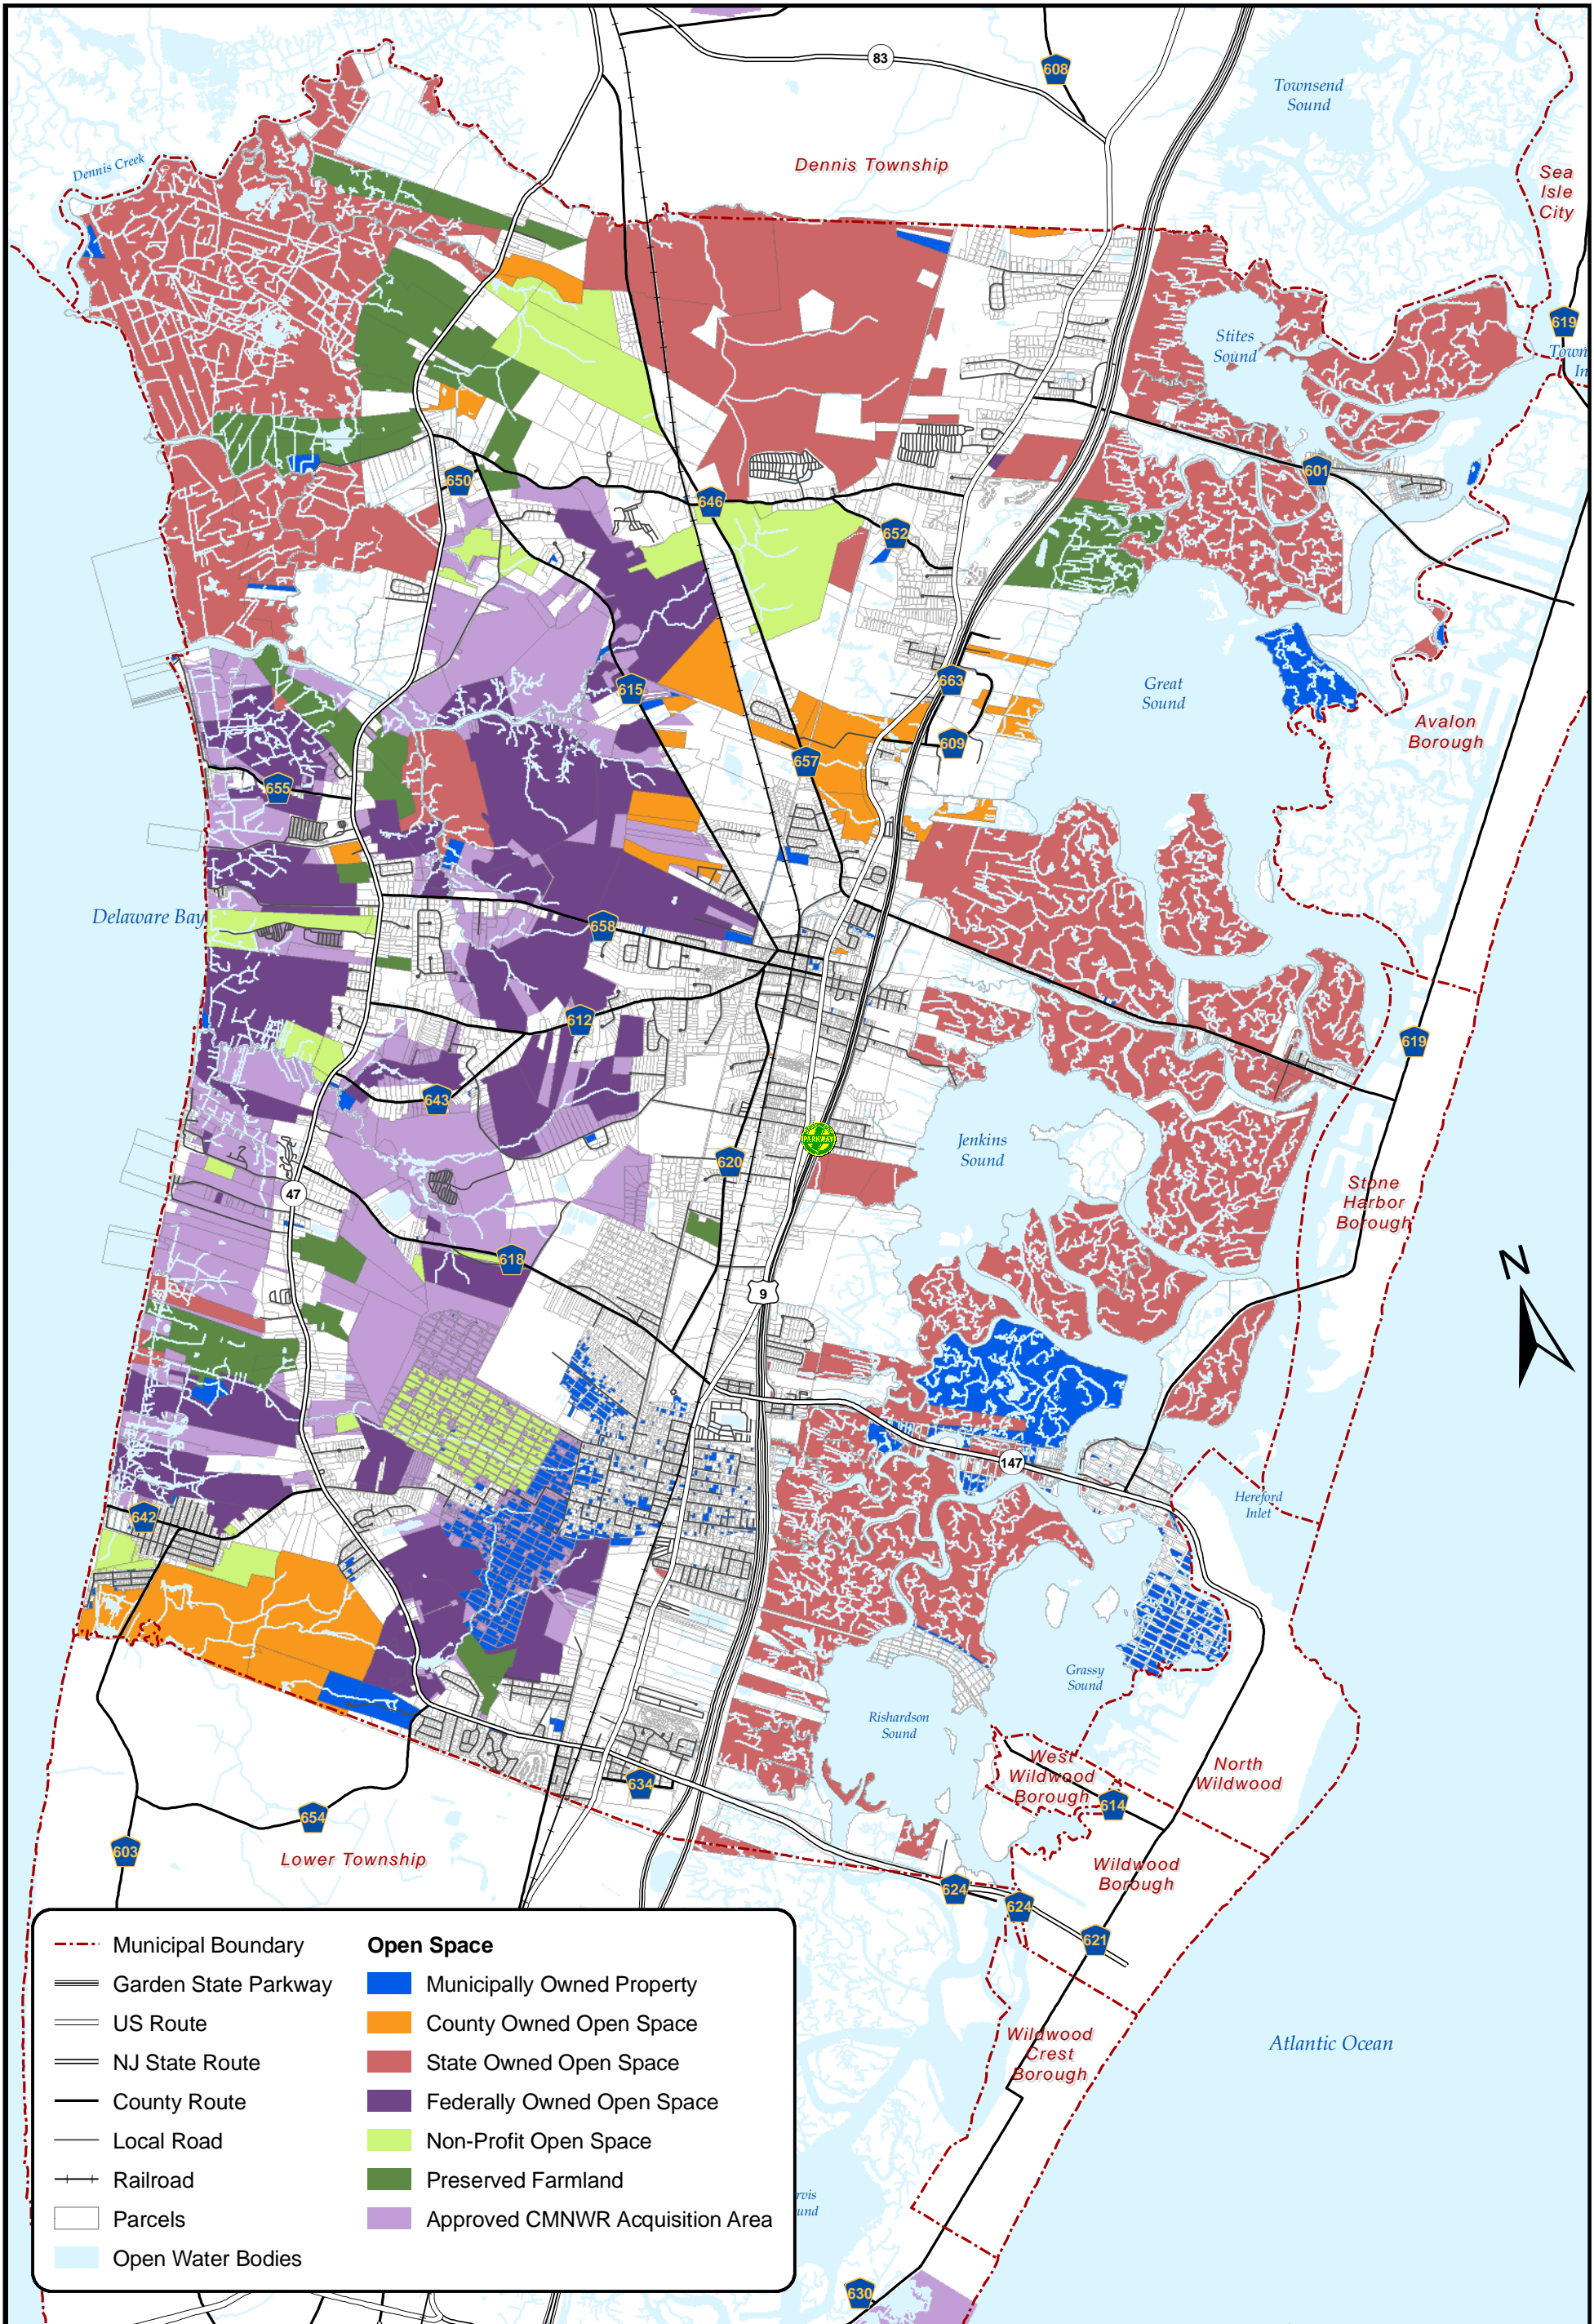 83
608
Townsend
Sound
Dennis Creek
Dennis Township
Sea
Isle
City
619
Stites
Sound
Town
In
650
646
601
652
Great
Sound
663
615
609
Avalon
Borough
657
655
Delaware Bay
658
612
619
643
PARKWAY
Jenkins
Sound
620
47
Stone
Harbor
Borough
618
N
9
147
Hereford
Inlet
642
Grassy
Sound
Rishardson
Sound
West
Wildwood
Borough
North
Wildwood
634
614
654
603
Lower Township
Wildwood
Borough
624
624
621
Wildwood
Crest
Borough
Atlantic Ocean
rvis
und
630
Municipal Boundary
Garden State Parkway
US Route
NJ State Route
County Route
Local Road
Railroad
Parcels
Open Water Bodies
Open Space
Municipally Owned Property
County Owned Open Space
State Owned Open Space
Federally Owned Open Space
Non-Profit Open Space
Preserved Farmland
Approved CMNWR Acquisition Area